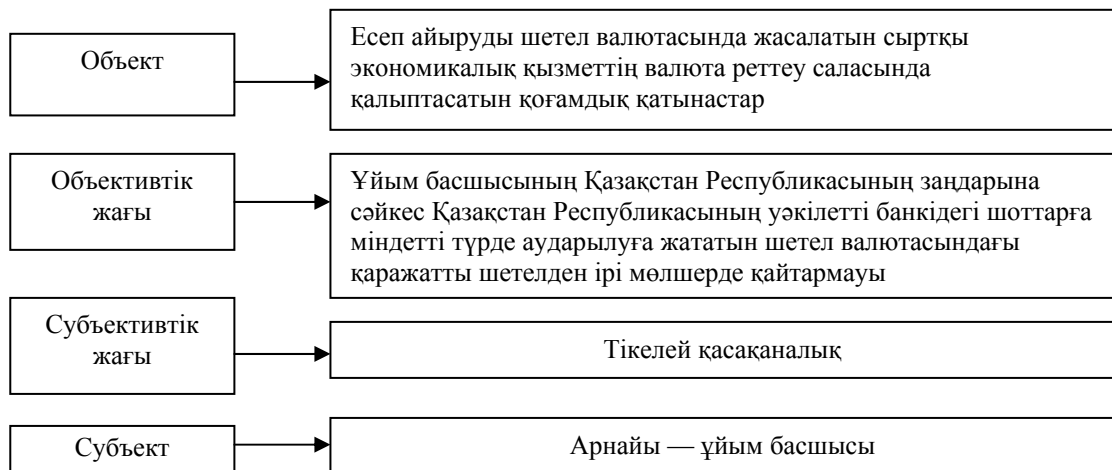 Объект
Есеп айыруды шетел валютасында жасалатын сыртқы
экономикалық қызметтің валюта реттеу саласында
қалыптасатын қоғамдық қатынастар
Объективтік
жағы
Ұйым басшысының Қазақстан Республикасының заңдарына
сәйкес Қазақстан Республикасының уәкілетті банкідегі шоттарға
міндетті түрде аударылуға жататын шетел валютасындағы
қаражатты шетелден ірі мөлшерде қайтармауы
Субъективтік
жағы
Тікелей қасақаналық
Субъект
Арнайы — ұйым басшысы